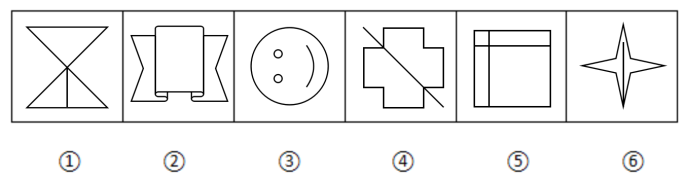 ① ② ③ ④ ⑤ ⑥